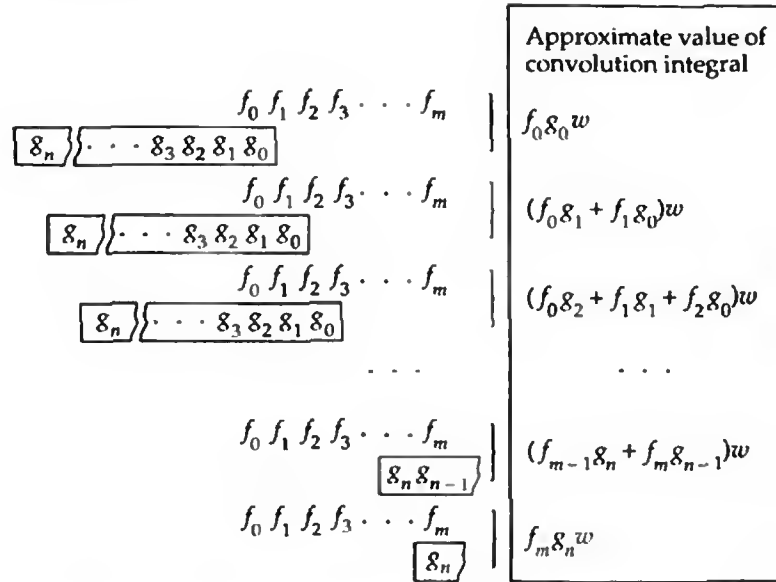 Approximate value of
convolution integral
f₀ f₁ f₂ f₃ · · · fₘ
f₀g₀w
gₙ · · · g₃ g₂ g₁ g₀
f₀ f₁ f₂ f₃ · · · fₘ
(f₀g₁ + f₁g₀)w
gₙ · · · g₃ g₂ g₁ g₀
f₀ f₁ f₂ f₃ · · · fₘ
(f₀g₂ + f₁g₁ + f₂g₀)w
gₙ · · · g₃ g₂ g₁ g₀
· · · · · ·
f₀ f₁ f₂ f₃ · · · fₘ
(fₘ₋₁gₙ + fₘgₙ₋₁)w
gₙ gₙ₋₁
f₀ f₁ f₂ f₃ · · · fₘ
fₘgₙw
gₙ